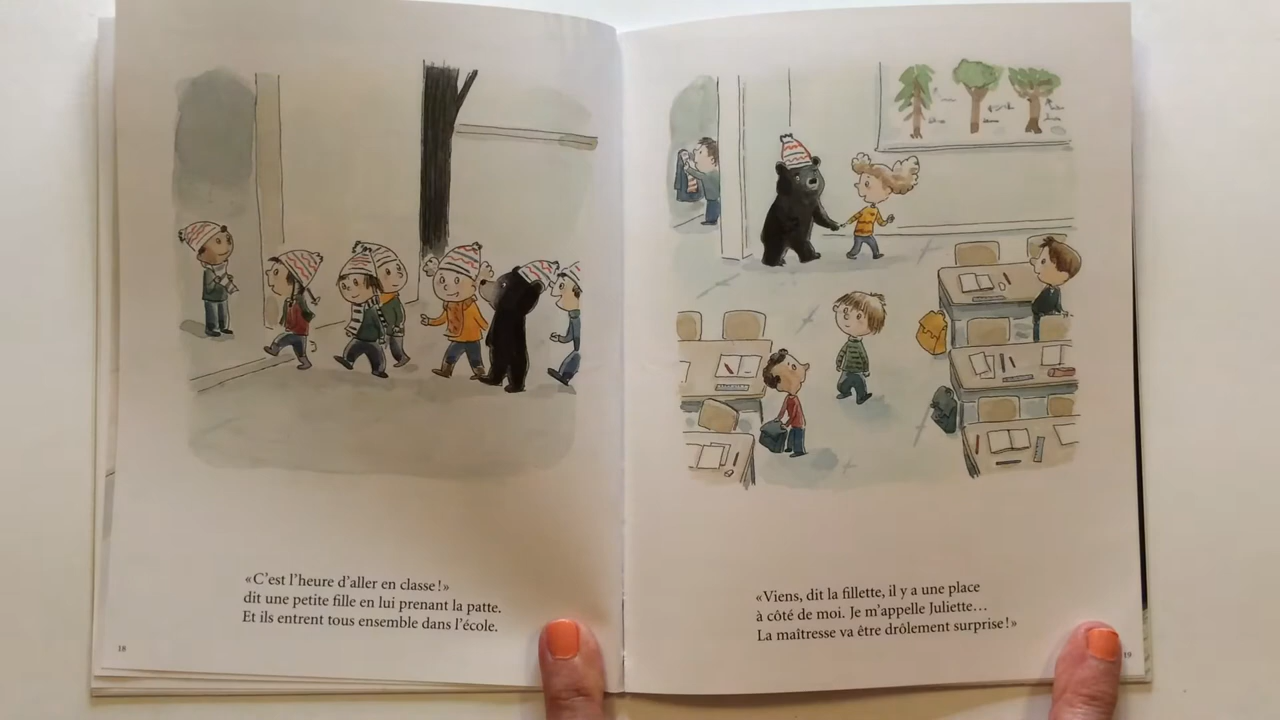 «C'est l'heure d'aller en classe!»
dit une petite fille en lui prenant la patte.
Et ils entrent tous ensemble dans l'école.
18
«Viens, dit la fillette, il y a une place
à côté de moi. Je m'appelle Juliette…
La maîtresse va être drôlement surprise!»
19